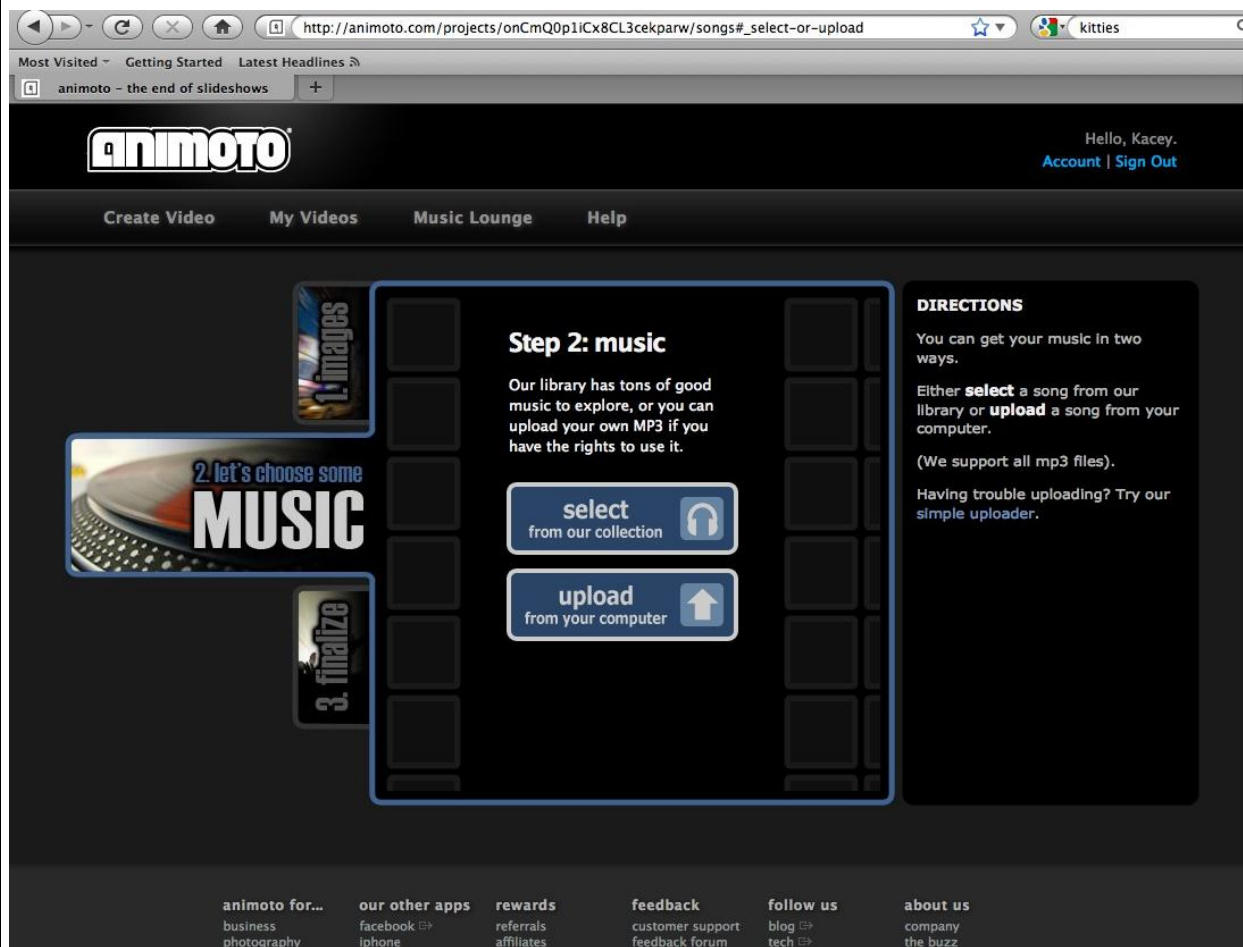 http://animoto.com/projects/onCmQ0p1iCx8CL3cekparw/songs#_select-or-upload
kitties
Most Visited
Getting Started
Latest Headlines
animoto - the end of slideshows
+
animoto
Hello, Kacey.
Account | Sign Out
Create Video
My Videos
Music Lounge
Help
1. images
2. let's choose some
MUSIC
3. finalize
Step 2: music
Our library has tons of good
music to explore, or you can
upload your own MP3 if you
have the rights to use it.
select
from our collection
upload
from your computer
DIRECTIONS
You can get your music in two
ways.
Either select a song from our
library or upload a song from your
computer.
(We support all mp3 files).
Having trouble uploading? Try our
simple uploader.
animoto for...
business
photography
our other apps
facebook
iphone
rewards
referrals
affiliates
feedback
customer support
feedback forum
follow us
blog
tech
about us
company
the buzz